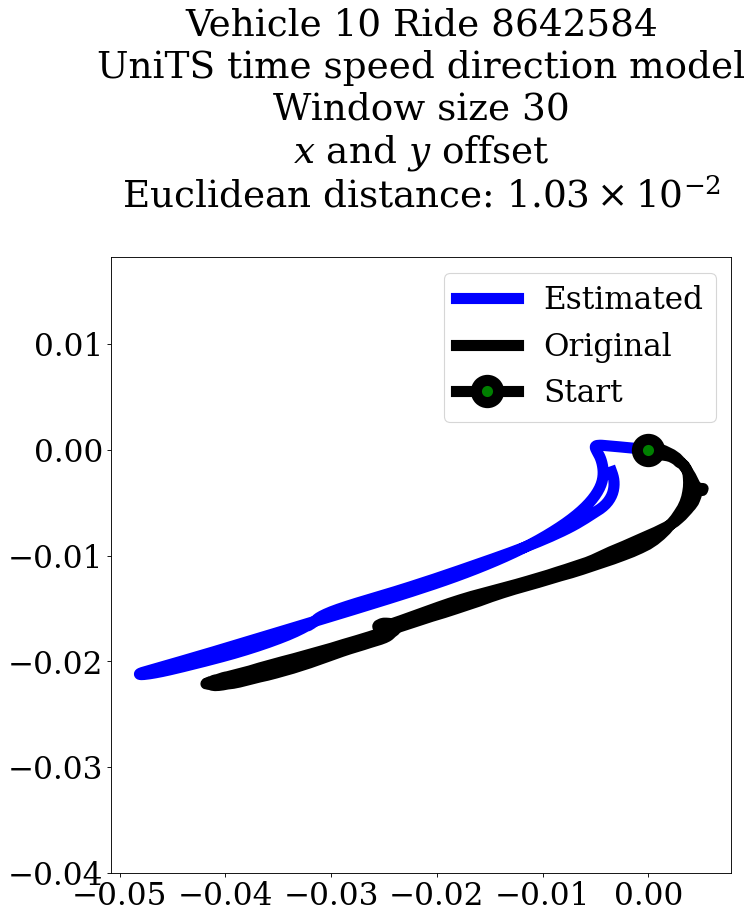 Vehicle 10 Ride 8642584
UniTS time speed direction model
Window size 30
x and y offset
Euclidean distance: 1.03 × 10⁻²
Estimated
Original
Start
0.01
0.00
−0.01
−0.02
−0.03
−0.04
−0.05 −0.04 −0.03 −0.02 −0.01 0.00